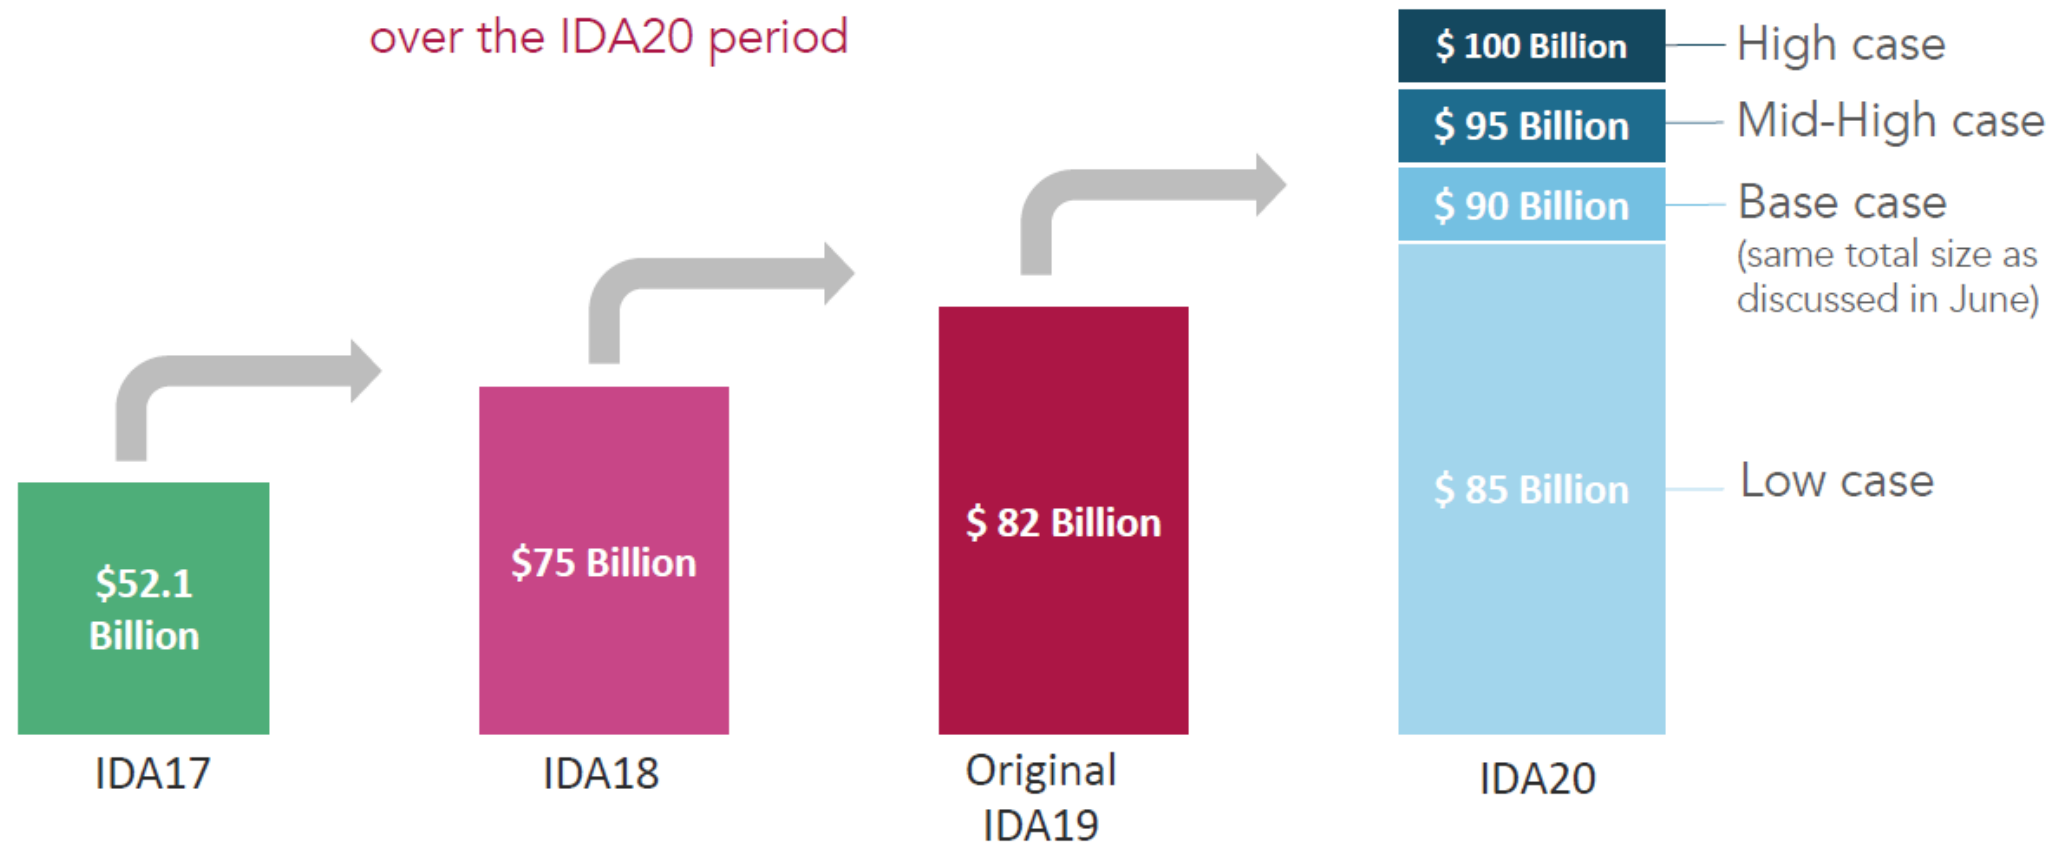 over the IDA20 period
$ 100 Billion
High case
$ 95 Billion
Mid-High case
$ 90 Billion
Base case
(same total size as
discussed in June)
$ 85 Billion
Low case
$ 82 Billion
$75 Billion
$52.1
Billion
IDA17
IDA18
Original
IDA19
IDA20